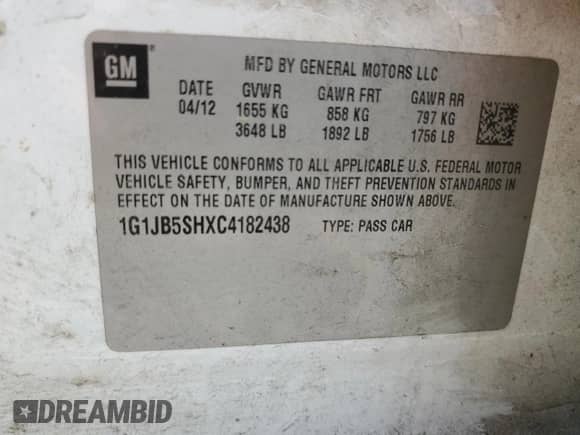 GM
MFD BY GENERAL MOTORS LLC
DATE GVWR GAWR FRT GAWR RR
04/12 1655 KG 858 KG 797 KG
3648 LB 1892 LB 1756 LB
THIS VEHICLE CONFORMS TO ALL APPLICABLE U.S. FEDERAL MOTOR
VEHICLE SAFETY, BUMPER, AND THEFT PREVENTION STANDARDS IN
EFFECT ON THE DATE OF MANUFACTURE SHOWN ABOVE.
1G1JB5SHXC4182438 TYPE: PASS CAR
DREAMBID